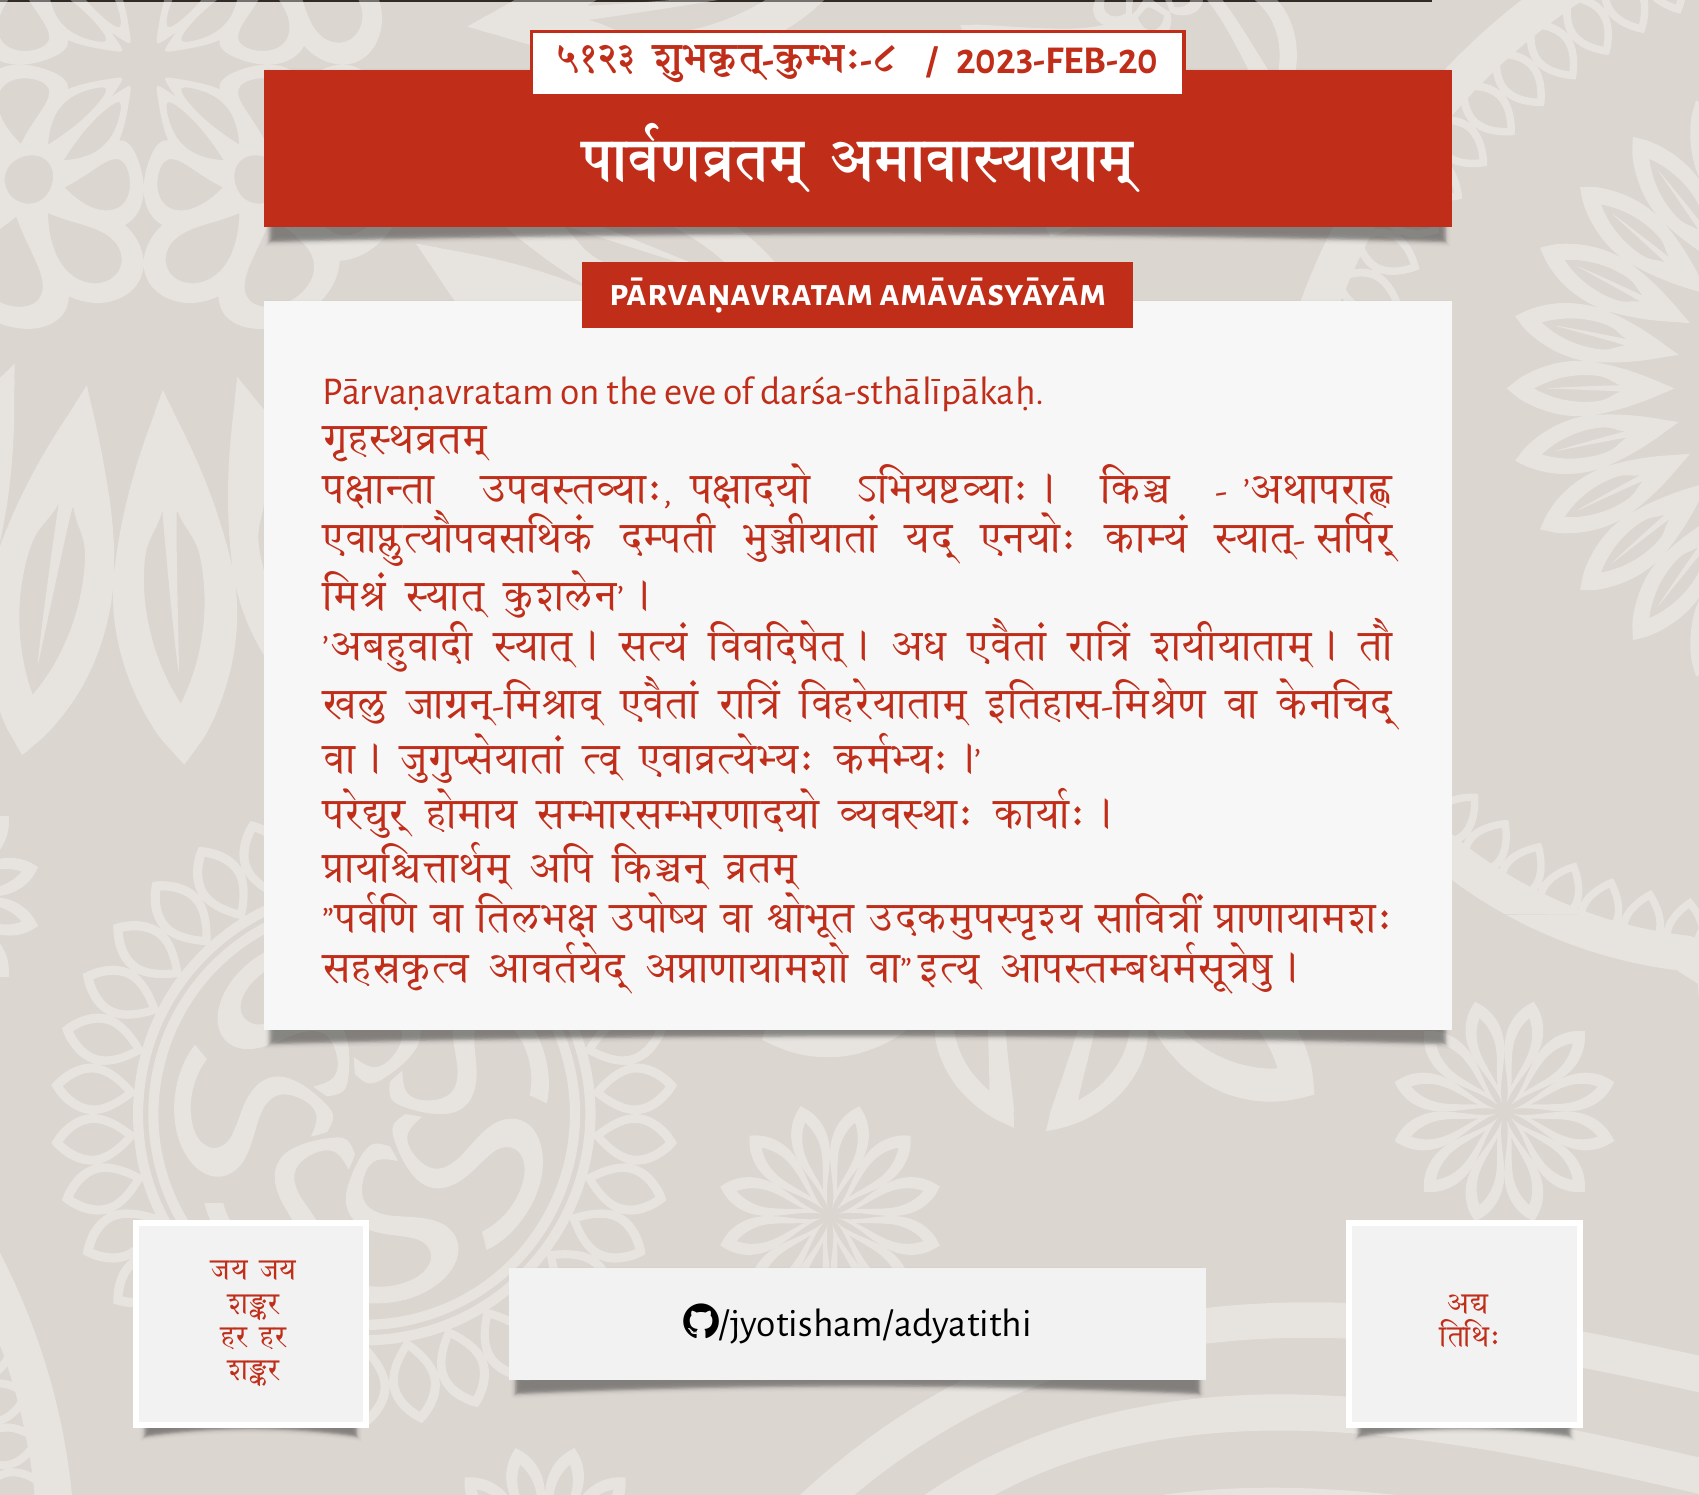 ५१२३ शुभकृत्-कुम्भः-८ / 2023-FEB-20
पार्वणव्रतम् अमावास्यायाम्
PĀRVAṆAVRATAM AMĀVĀSYĀYĀM
Pārvaṇavratam on the eve of darśa-sthālīpākaḥ.
गृहस्थव्रतम्
पक्षान्ता उपवस्तव्याः, पक्षादयो ऽभियष्टव्याः । किञ्च - ’अथापराह्ण
एवाप्लुत्यौपवसथिकं दम्पती भुञ्जीयातां यद् एनयोः काम्यं स्यात्- सर्पिर्
मिश्रं स्यात् कुशलेन’ ।
’अबहुवादी स्यात् । सत्यं विवदिषेत् । अध एवैतां रात्रिं शयीयाताम् । तौ
खलु जाग्रन्-मिश्राव् एवैतां रात्रिं विहरेयाताम् इतिहास-मिश्रेण वा केनचिद्
वा । जुगुप्सेयातां त्व् एवाव्रत्येभ्यः कर्मभ्यः ।’
परेद्युर् होमाय सम्भारसम्भरणादयो व्यवस्थाः कार्याः ।
प्रायश्चित्तार्थम् अपि किञ्चन् व्रतम्
”पर्वणि वा तिलभक्ष उपोष्य वा श्वोभूत उदकमुपस्पृश्य सावित्रीं प्राणायामशः
सहस्रकृत्व आवर्तयेद् अप्राणायामशो वा” इत्य् आपस्तम्बधर्मसूत्रेषु ।
जय जय
शङ्कर
हर हर
शङ्कर
/jyotisham/adyatithi
अद्य
तिथिः